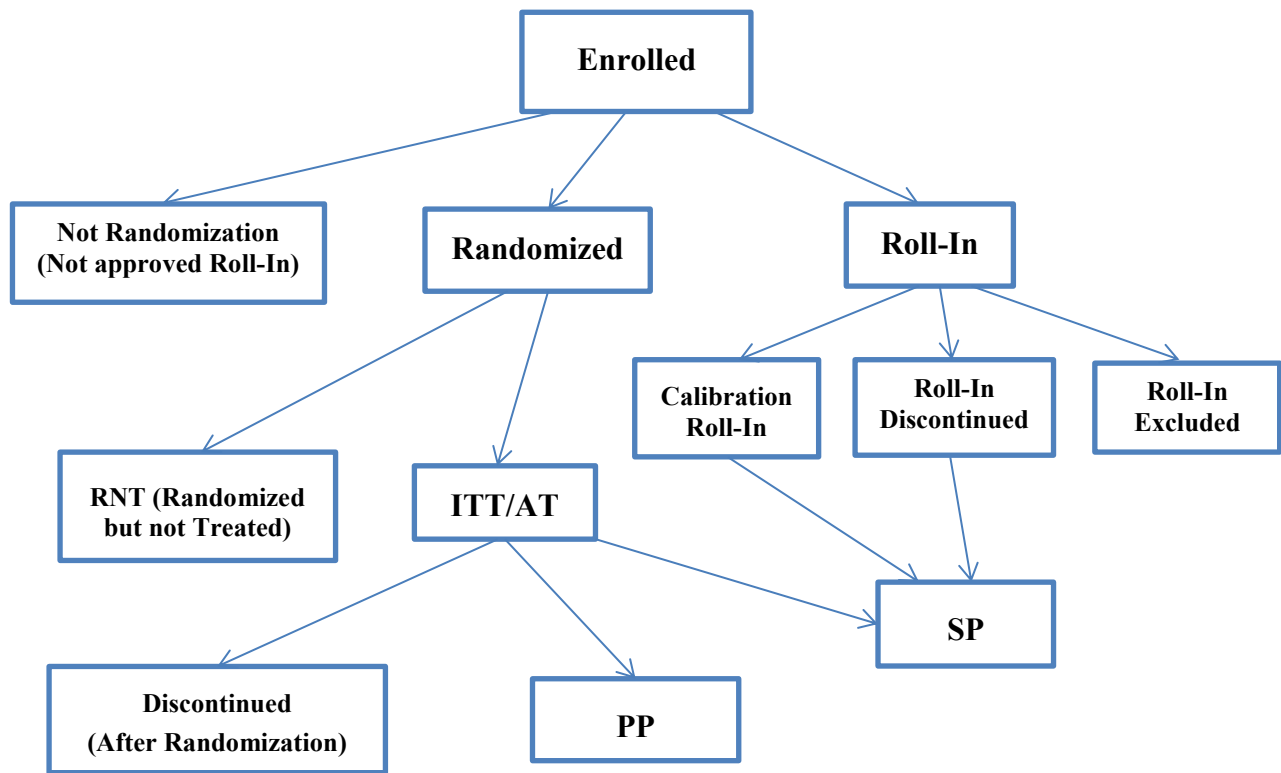 Enrolled
Not Randomization
(Not approved Roll-In)
Randomized
Roll-In
Calibration
Roll-In
Roll-In
Discontinued
Roll-In
Excluded
RNT (Randomized
but not Treated)
ITT/AT
SP
Discontinued
(After Randomization)
PP